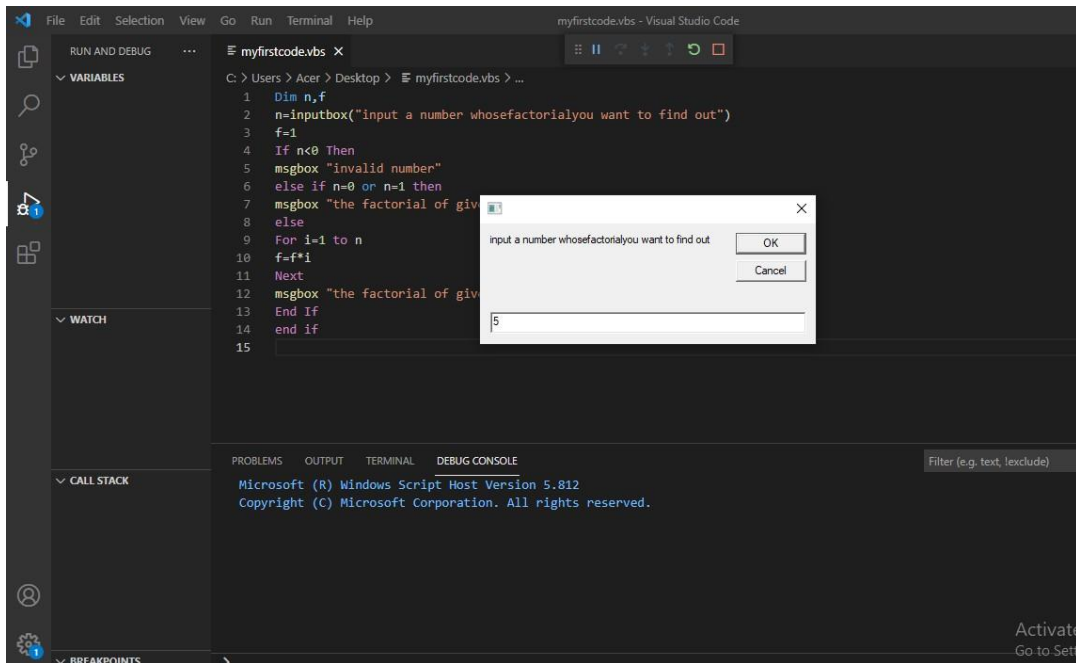 File Edit Selection View Go Run Terminal Help
myfirstcode.vbs - Visual Studio Code
RUN AND DEBUG ...
VARIABLES
WATCH
CALL STACK
BREAKPOINTS
1
1
myfirstcode.vbs
C: > Users > Acer > Desktop > myfirstcode.vbs > ...
1 Dim n,f
2 n=inputbox("input a number whosefactorialyou want to find out")
3 f=1
4 If n<0 Then
5 msgbox "invalid number"
6 else if n=0 or n=1 then
7 msgbox "the factorial of giv
8 else
9 For i=1 to n
10 f=f*i
11 Next
12 msgbox "the factorial of giv
13 End If
14 end if
15
input a number whosefactorialyou want to find out
OK
Cancel
5
PROBLEMS OUTPUT TERMINAL DEBUG CONSOLE
Filter (e.g. text, !exclude)
Microsoft (R) Windows Script Host Version 5.812
Copyright (C) Microsoft Corporation. All rights reserved.
Activate
Go to Sett